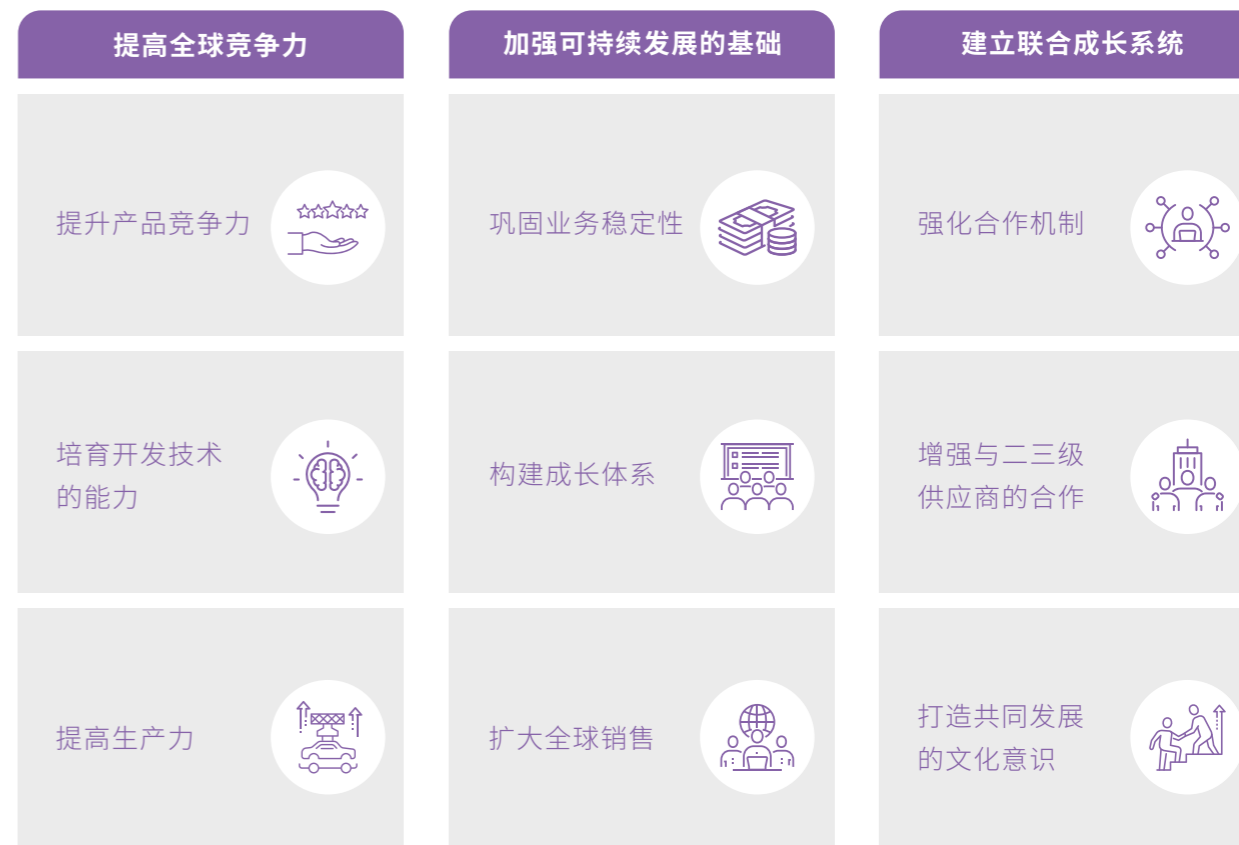 提高全球竞争力
提升产品竞争力
培育开发技术
的能力
提高生产力
加强可持续发展的基础
巩固业务稳定性
构建成长体系
扩大全球销售
建立联合成长系统
强化合作机制
增强与二三级
供应商的合作
打造共同发展
的文化意识